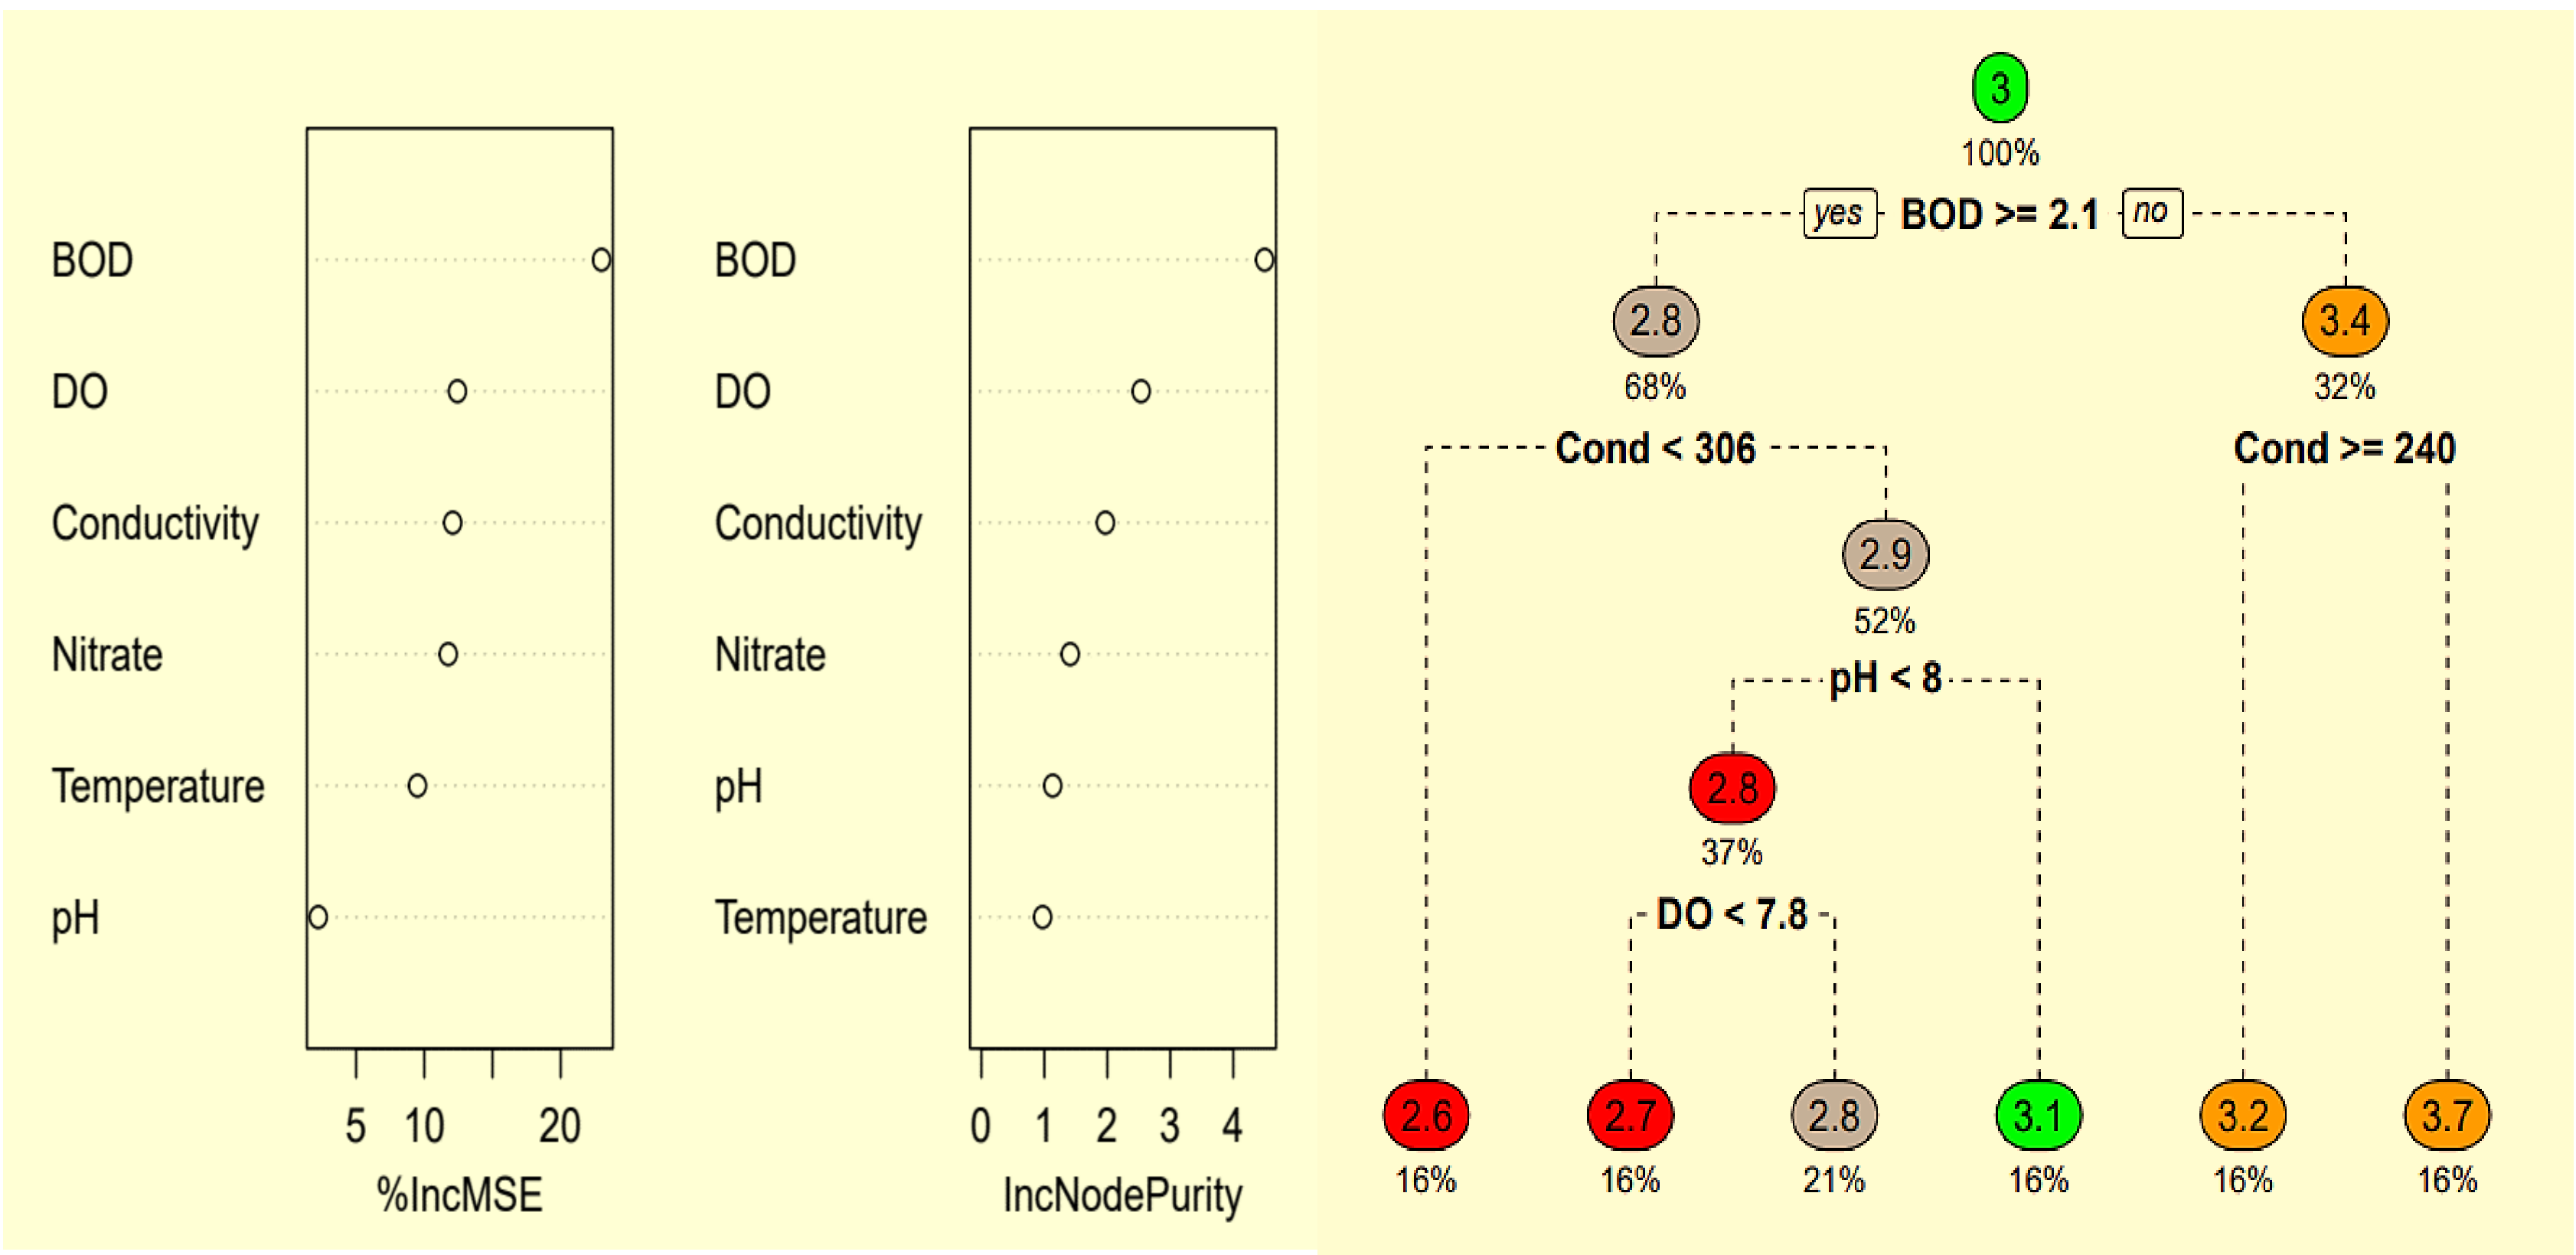 BOD
DO
Conductivity
Nitrate
Temperature
pH
5 10 20
%IncMSE
BOD
DO
Conductivity
Nitrate
pH
Temperature
0 1 2 3 4
IncNodePurity
3
100%
yes BOD >= 2.1 no
2.8 3.4
68% 32%
Cond < 306 Cond >= 240
2.9
52%
pH < 8
2.8
37%
DO < 7.8
2.6 2.7 2.8 3.1 3.2 3.7
16% 16% 21% 16% 16% 16%